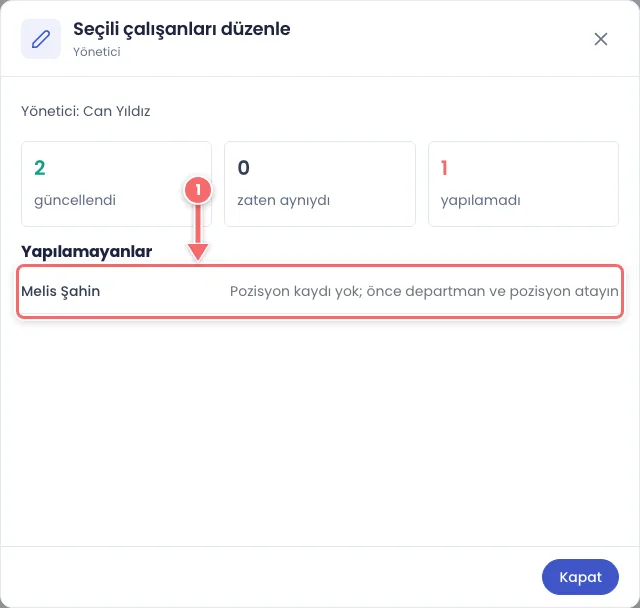 Seçili çalışanları düzenle
Yönetici
Yönetici: Can Yıldız
2
güncellendi
0
zaten aynıydı
1
yapılamadı
1
Yapılamayanlar
Melis Şahin
Pozisyon kaydı yok; önce departman ve pozisyon atayın
Kapat